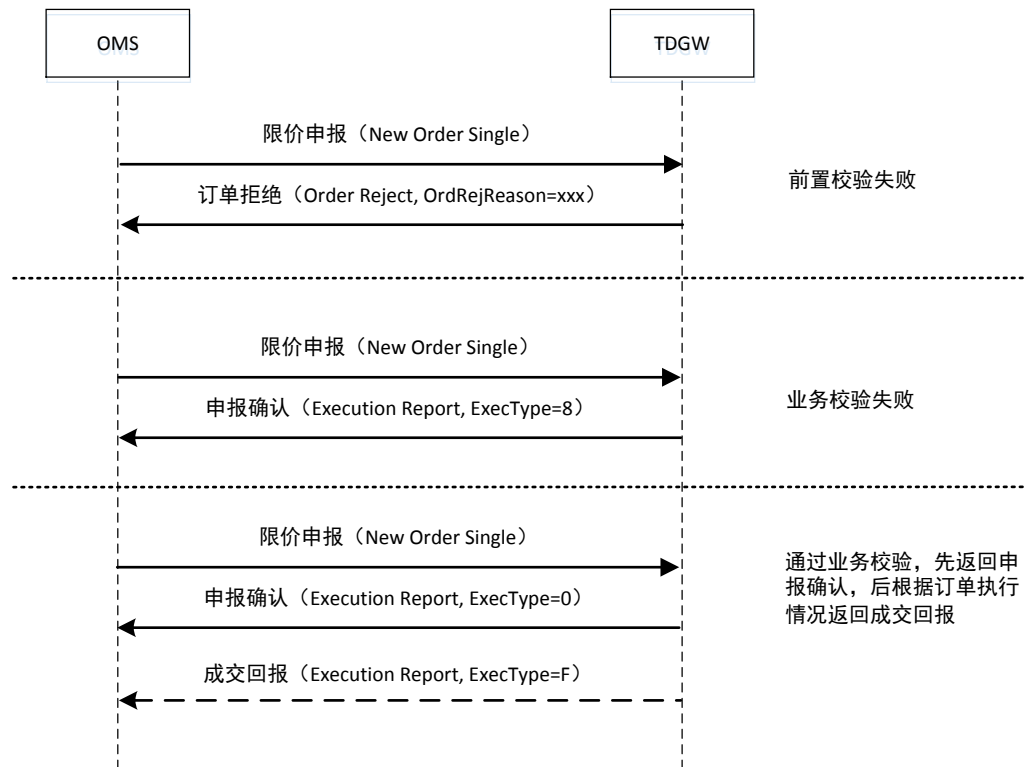 OMS
TDGW
限价申报（New Order Single）
订单拒绝（Order Reject, OrdRejReason=xxx）
前置校验失败
限价申报（New Order Single）
申报确认（Execution Report, ExecType=8）
业务校验失败
限价申报（New Order Single）
申报确认（Execution Report, ExecType=0）
成交回报（Execution Report, ExecType=F）
通过业务校验，先返回申
报确认，后根据订单执行
情况返回成交回报